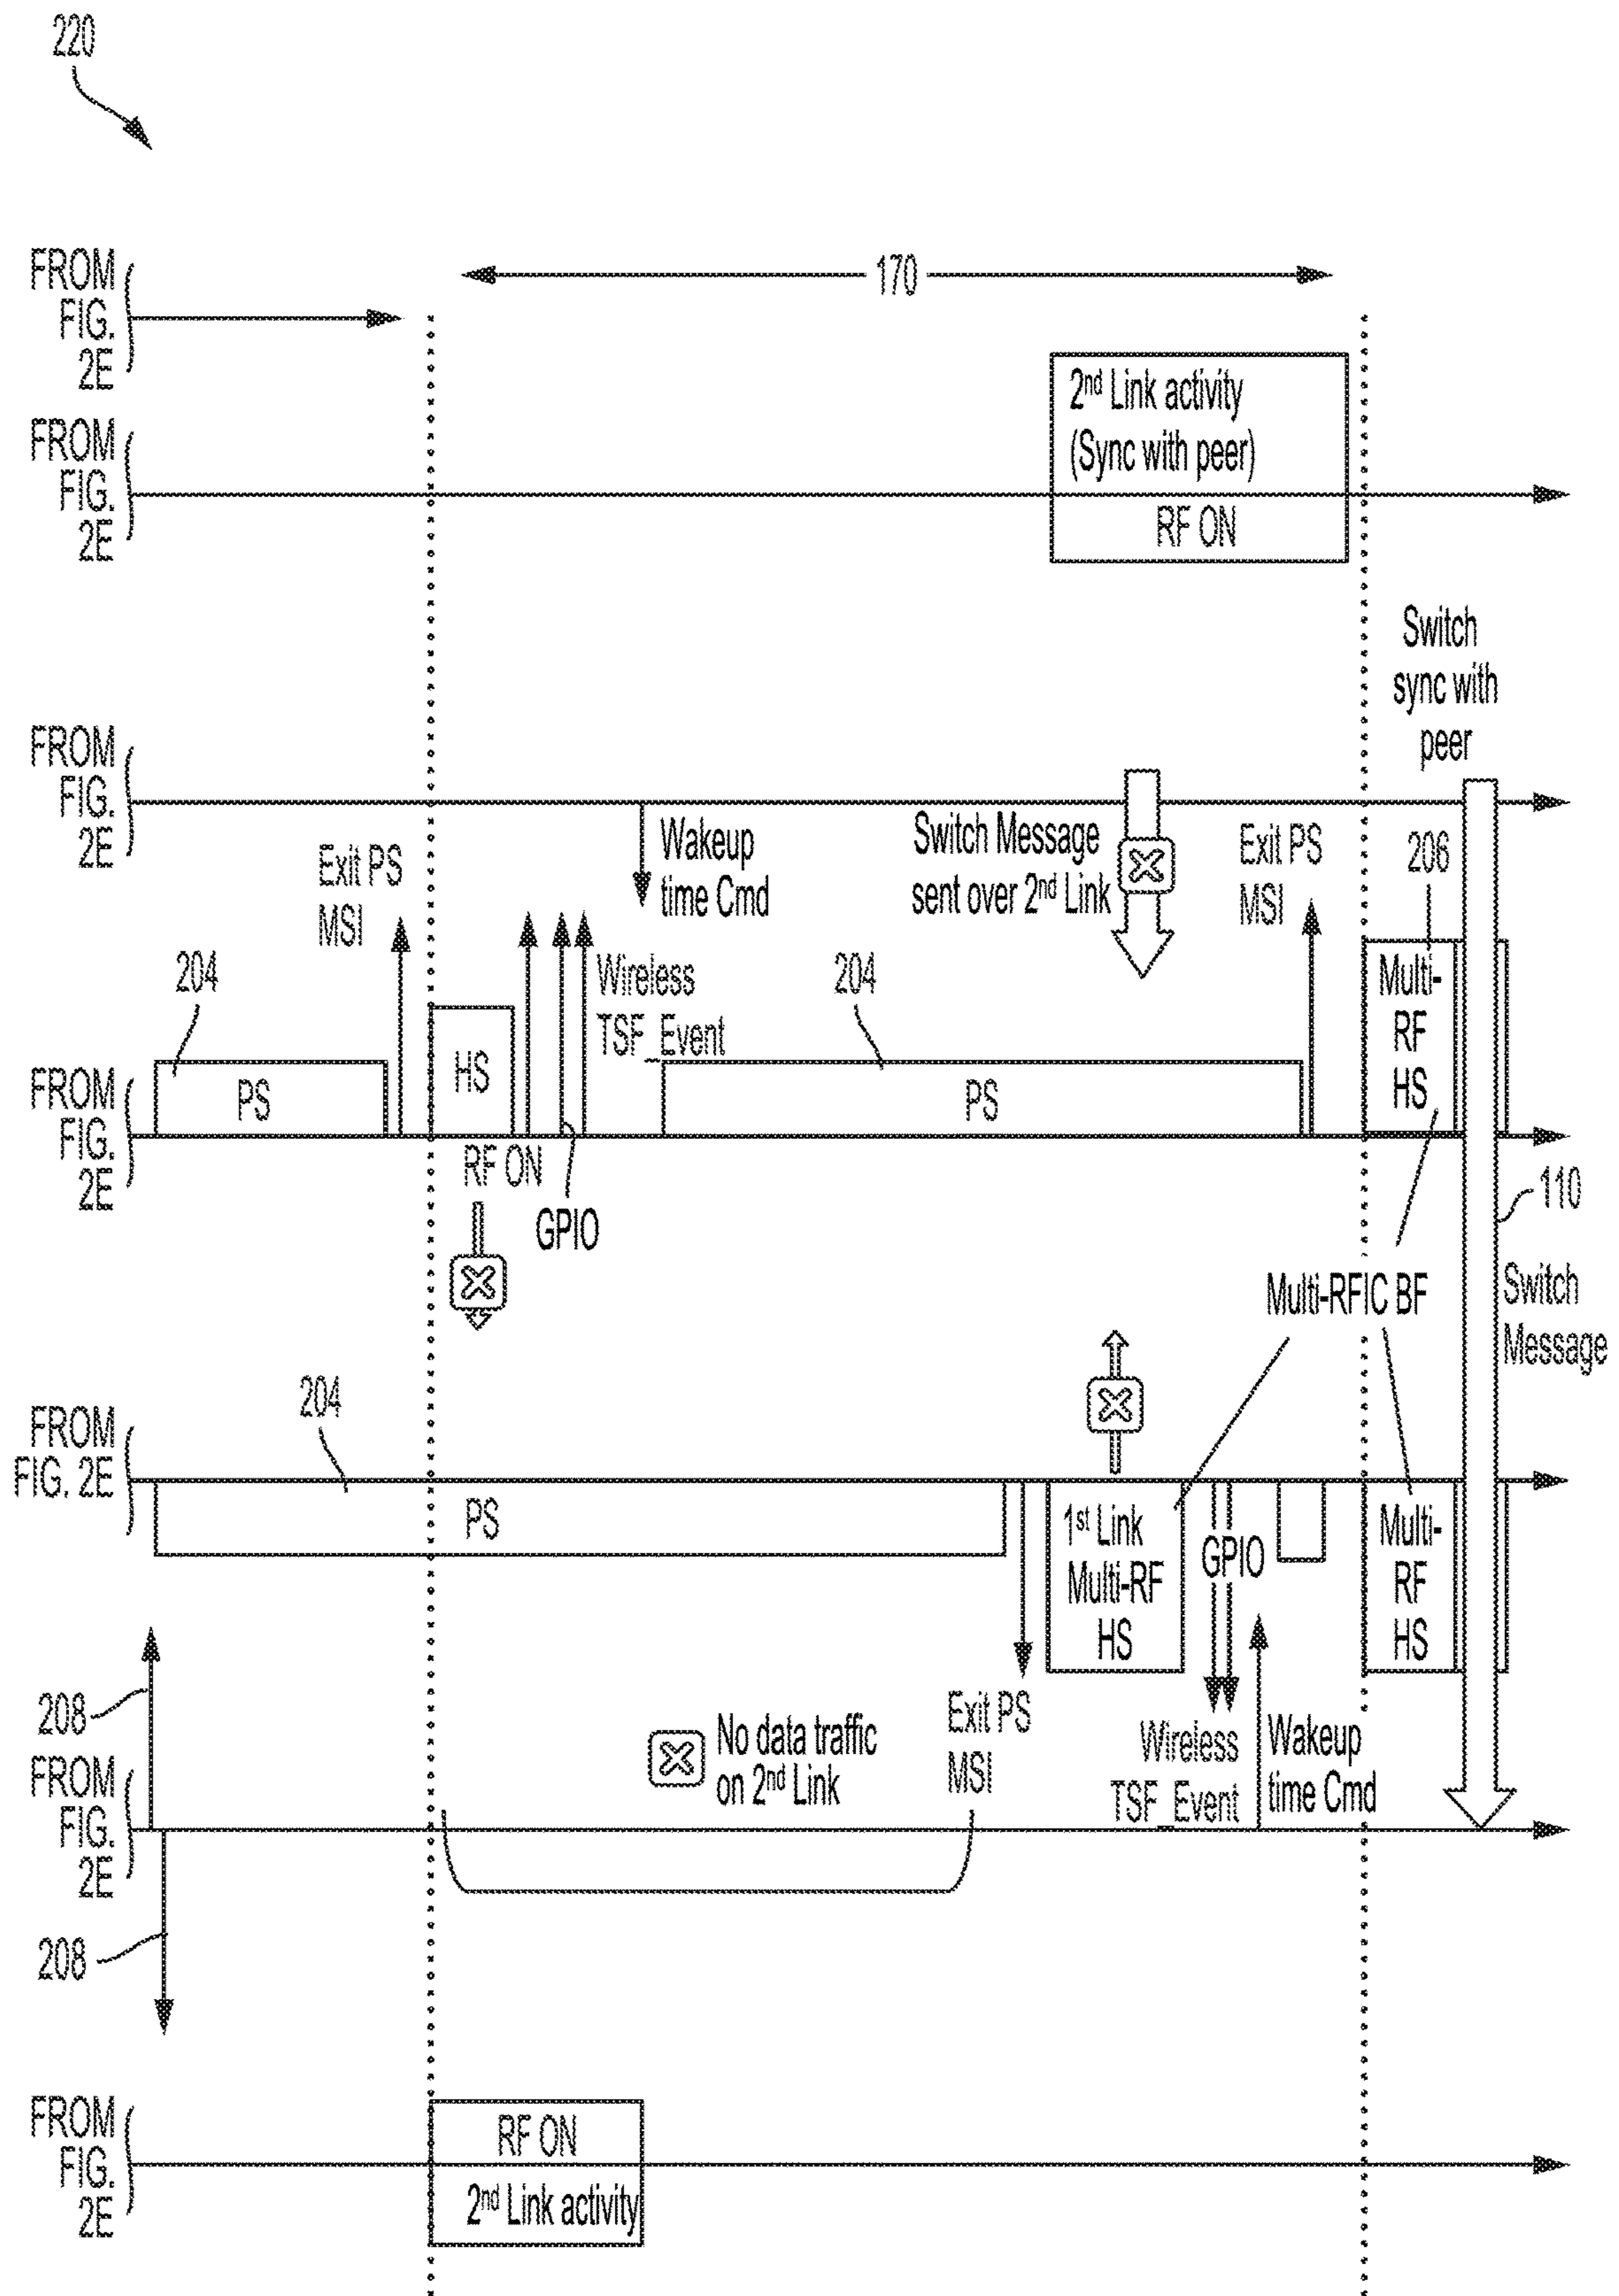 220
FROM
FIG.
2E
170
FROM
FIG.
2E
2nd Link activity
(Sync with peer)
RF ON
Switch
sync with
peer
FROM
FIG.
2E
Exit PS
MSI
Wakeup
time Cmd
Switch Message
sent over 2nd Link
Exit PS
MSI
206
204
Wireless
TSF_Event
204
Multi-
RF
HS
FROM
FIG.
2E
PS
HS
PS
RF ON
GPIO
110
Multi-RFIC BF
Switch
Message
204
FROM
FIG. 2E
PS
1st Link
Multi-RF
HS
GPIO
Multi-
RF
HS
208
FROM
FIG.
2E
No data traffic
on 2nd Link
Exit PS
MSI
Wireless
TSF_Event
Wakeup
time Cmd
208
FROM
FIG.
2E
RF ON
2nd Link activity